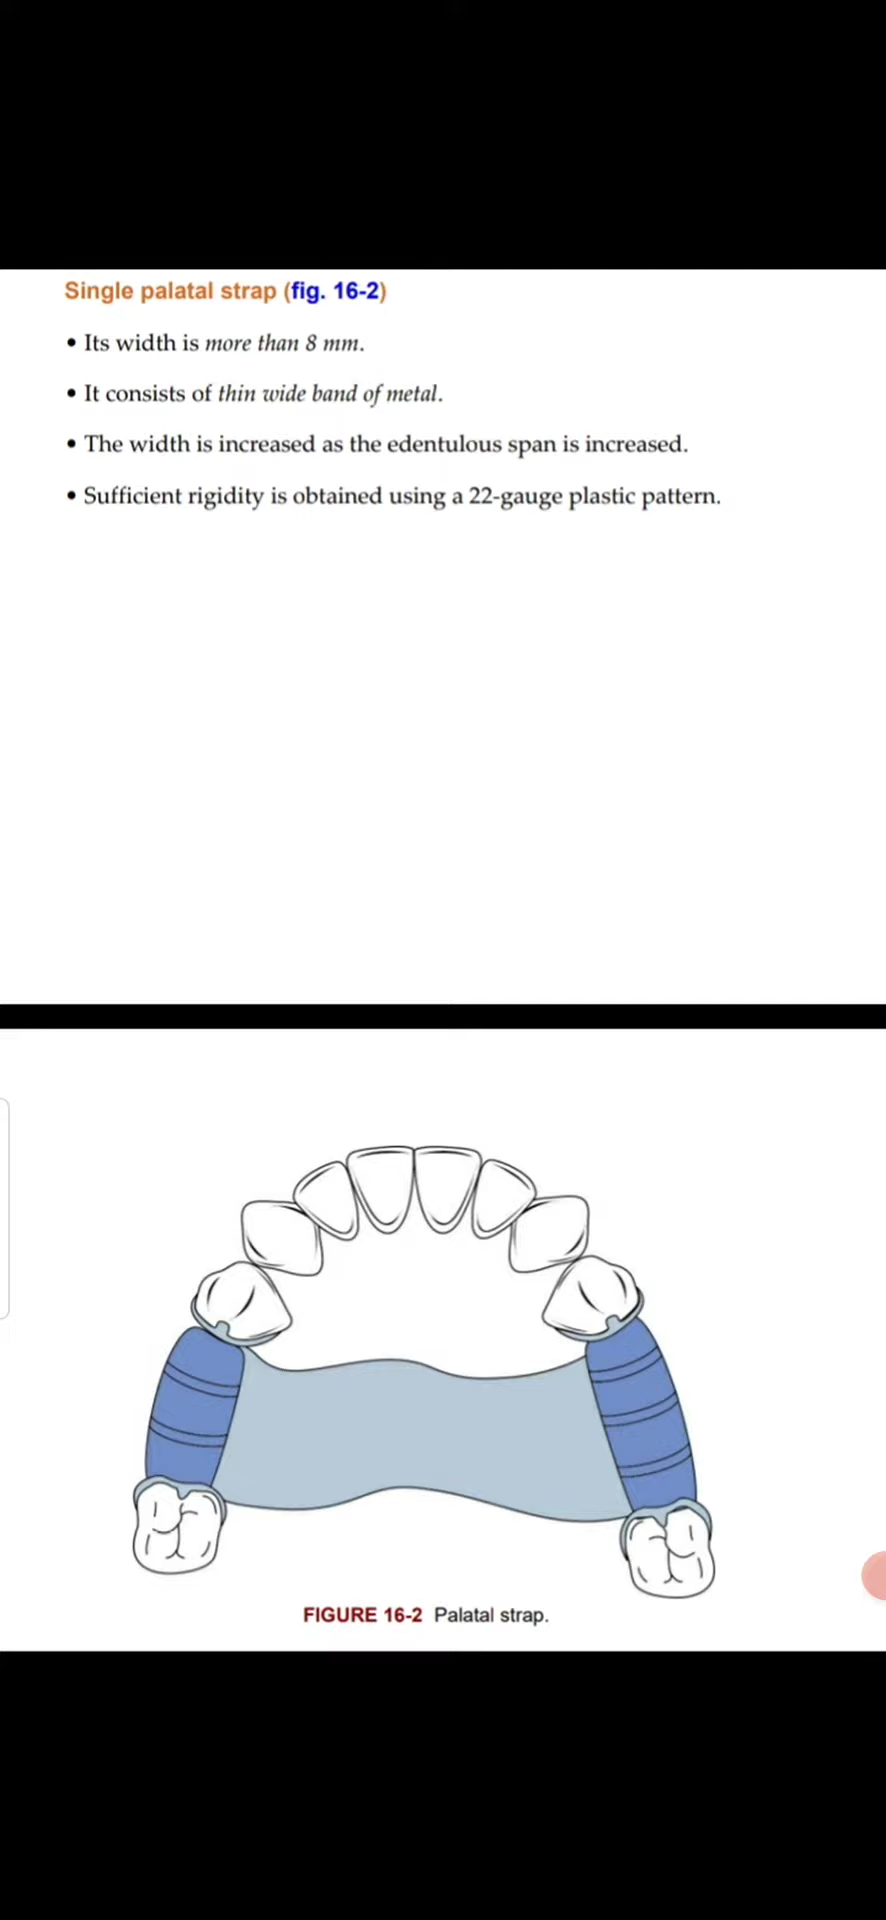 Single palatal strap (fig. 16-2)
• Its width is more than 8 mm.
• It consists of thin wide band of metal.
• The width is increased as the edentulous span is increased.
• Sufficient rigidity is obtained using a 22-gauge plastic pattern.
FIGURE 16-2 Palatal strap.